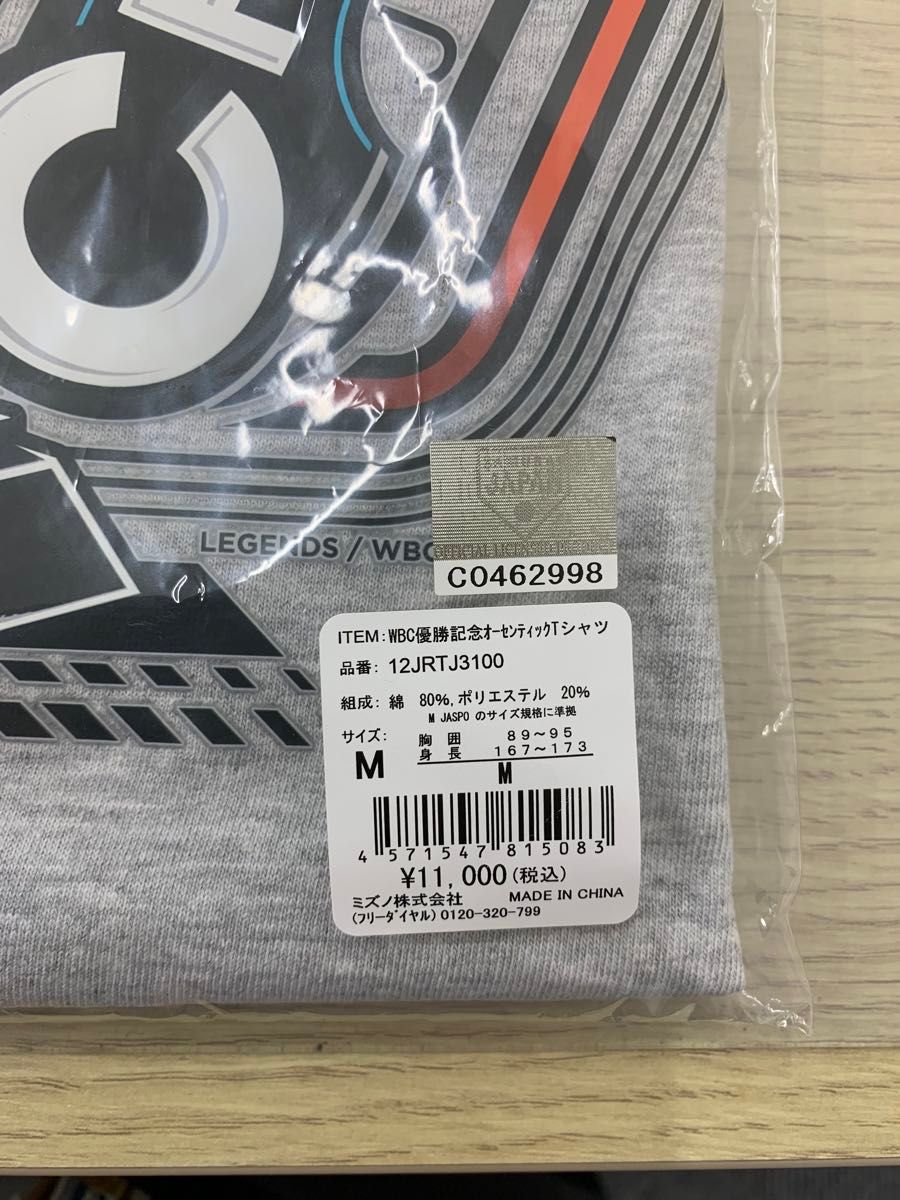 C
LEGENDS / WBC
JAPAN
OFFICIAL LICENSED PRODUCT
C0462998
ITEM:WBC優勝記念オーセンティックTシャツ
品番: 12JRTJ3100
組成: 綿 80%,ポリエステル 20%
M JASPO のサイズ規格に準拠
サイズ: 胸囲 89~95
M 身長 167~173
M
4 571547 815083
¥11,000(税込)
ミズノ株式会社 MADE IN CHINA
(フリーダイヤル) 0120-320-799